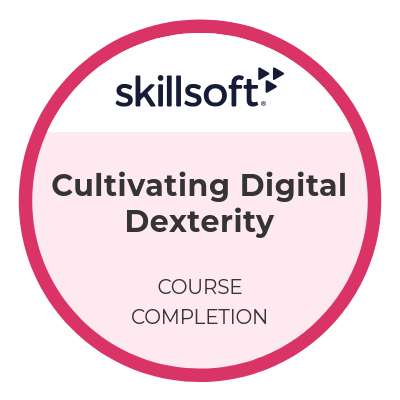 skillsoft®
Cultivating Digital
Dexterity
COURSE
COMPLETION